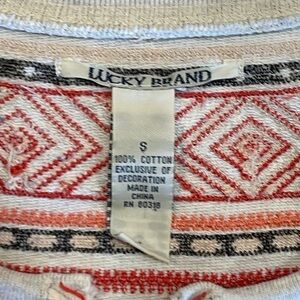 LUCKY BRAND
S
100% COTTON
EXCLUSIVE OF
DECORATION
MADE IN
CHINA
RN 80318